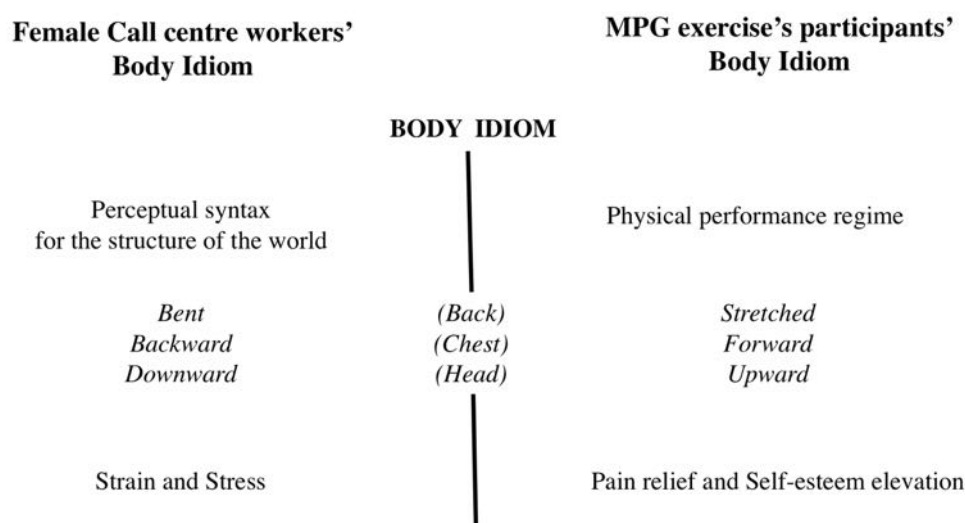 Female Call centre workers'
Body Idiom
MPG exercise's participants'
Body Idiom
BODY IDIOM
Perceptual syntax
for the structure of the world
Physical performance regime
Bent (Back) Stretched
Backward (Chest) Forward
Downward (Head) Upward
Strain and Stress
Pain relief and Self-esteem elevation